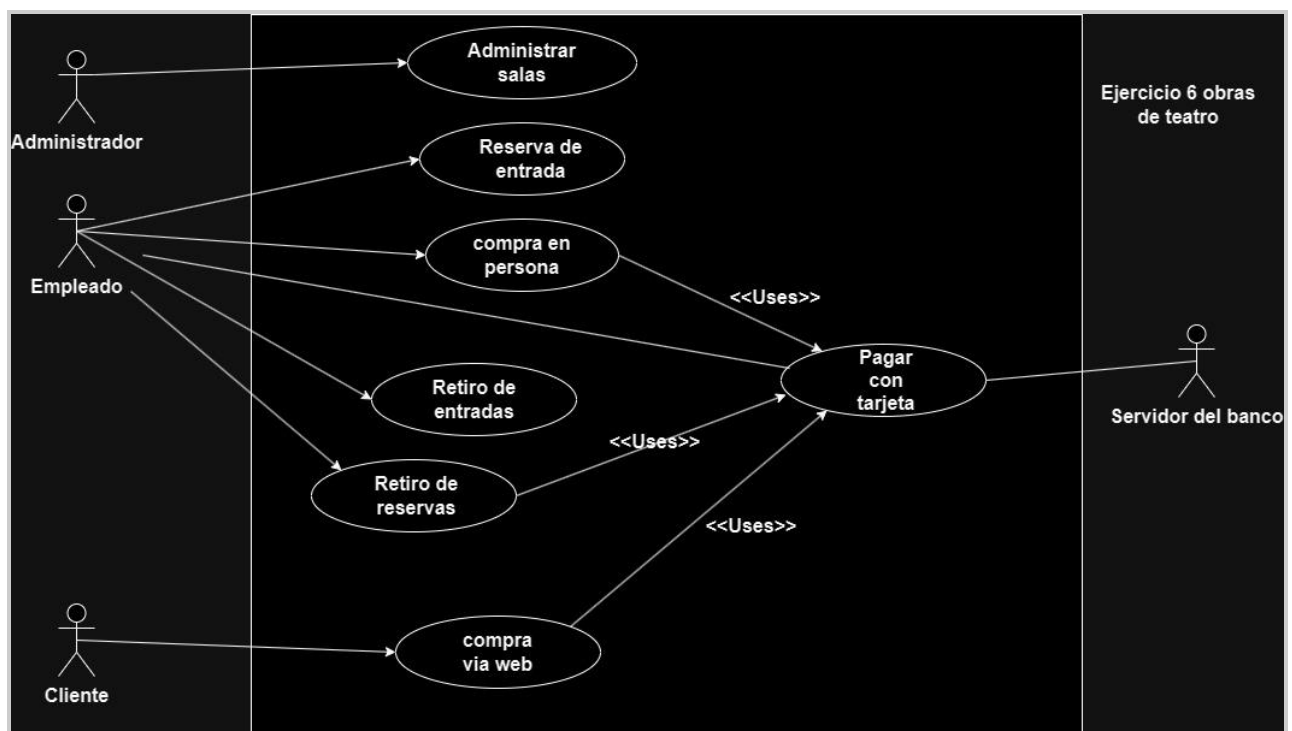 Administrar
salas
Ejercicio 6 obras
de teatro
Administrador
Reserva de
entrada
compra en
persona
Empleado
<<Uses>>
Pagar
con
tarjeta
Retiro de
entradas
Servidor del banco
<<Uses>>
Retiro de
reservas
<<Uses>>
compra
via web
Cliente